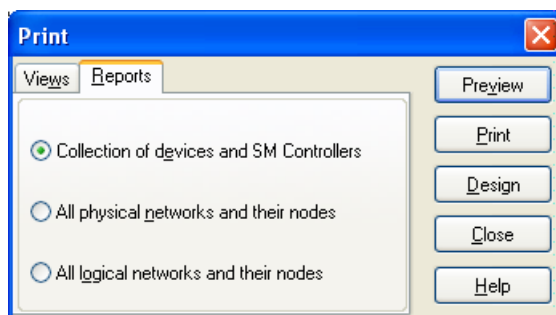 Print
Views
Reports
Collection of devices and SM Controllers
All physical networks and their nodes
All logical networks and their nodes
Preview
Print
Design
Close
Help